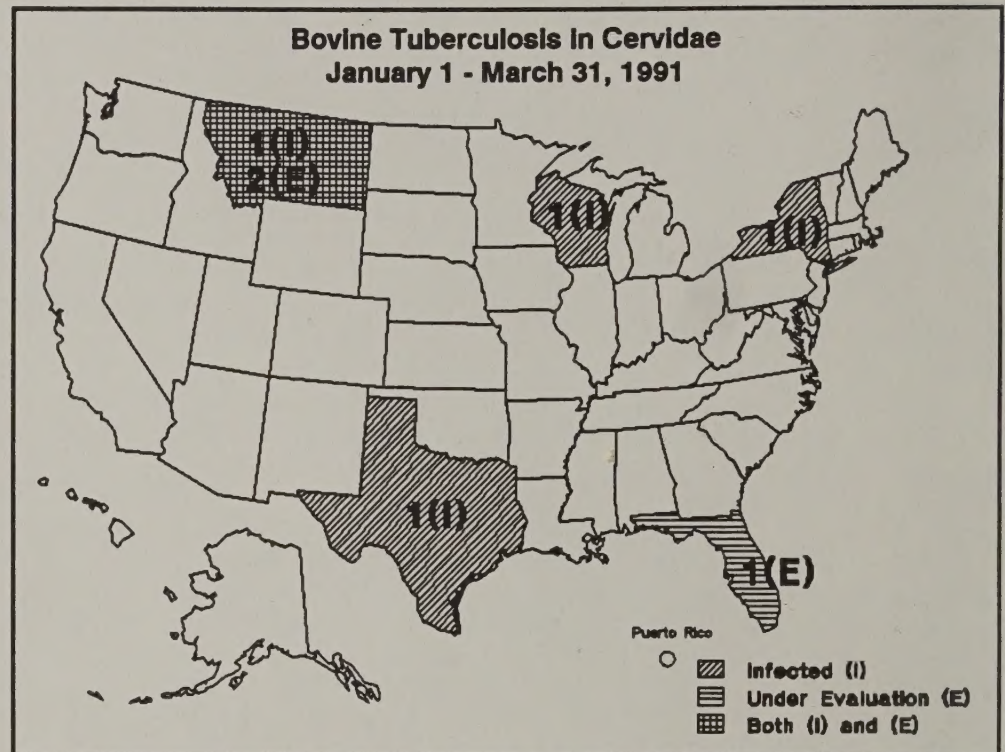 Bovine Tuberculosis in Cervidae
January 1 - March 31, 1991
1(I)
2(E)
1(I)
1(I)
1(I)
1(E)
Puerto Rico
Infected (I)
Under Evaluation (E)
Both (I) and (E)